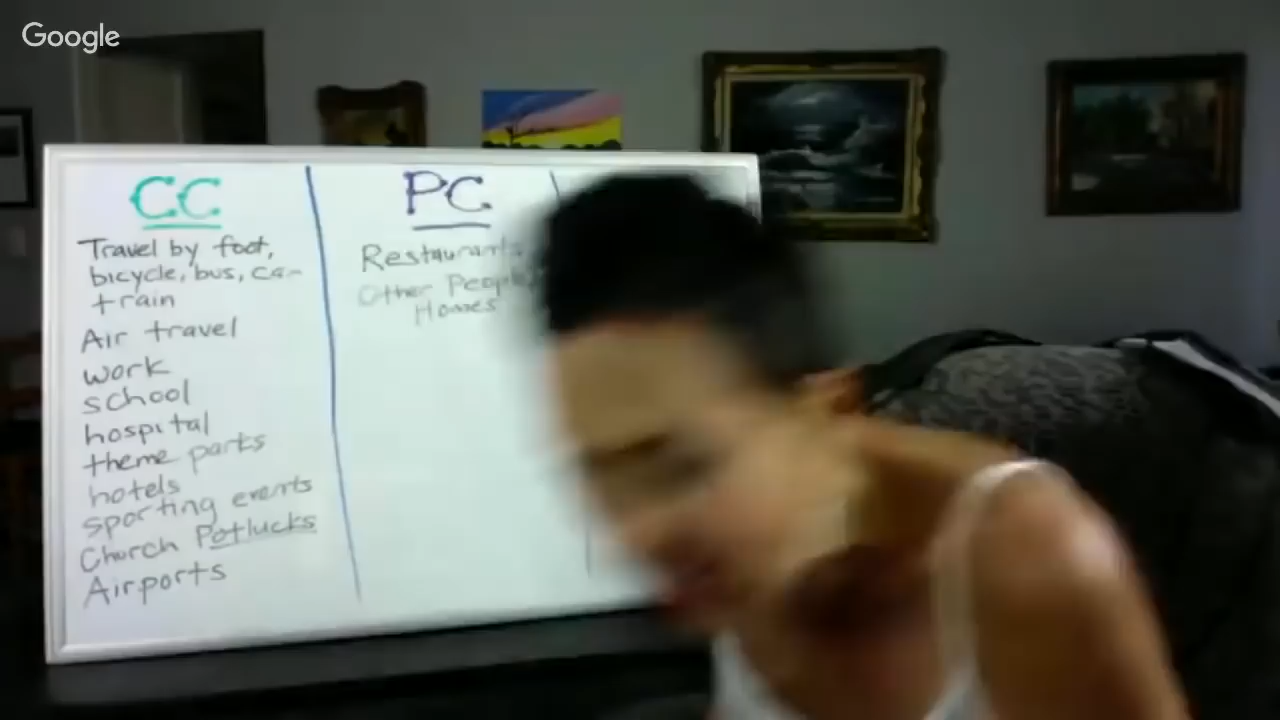 Google
CC
Travel by foot,
bicycle, bus, car
train
Air travel
work
school
hospital
theme parks
hotels
sporting events
Church Potlucks
Airports
PC
Restaurants
Other People
Homes